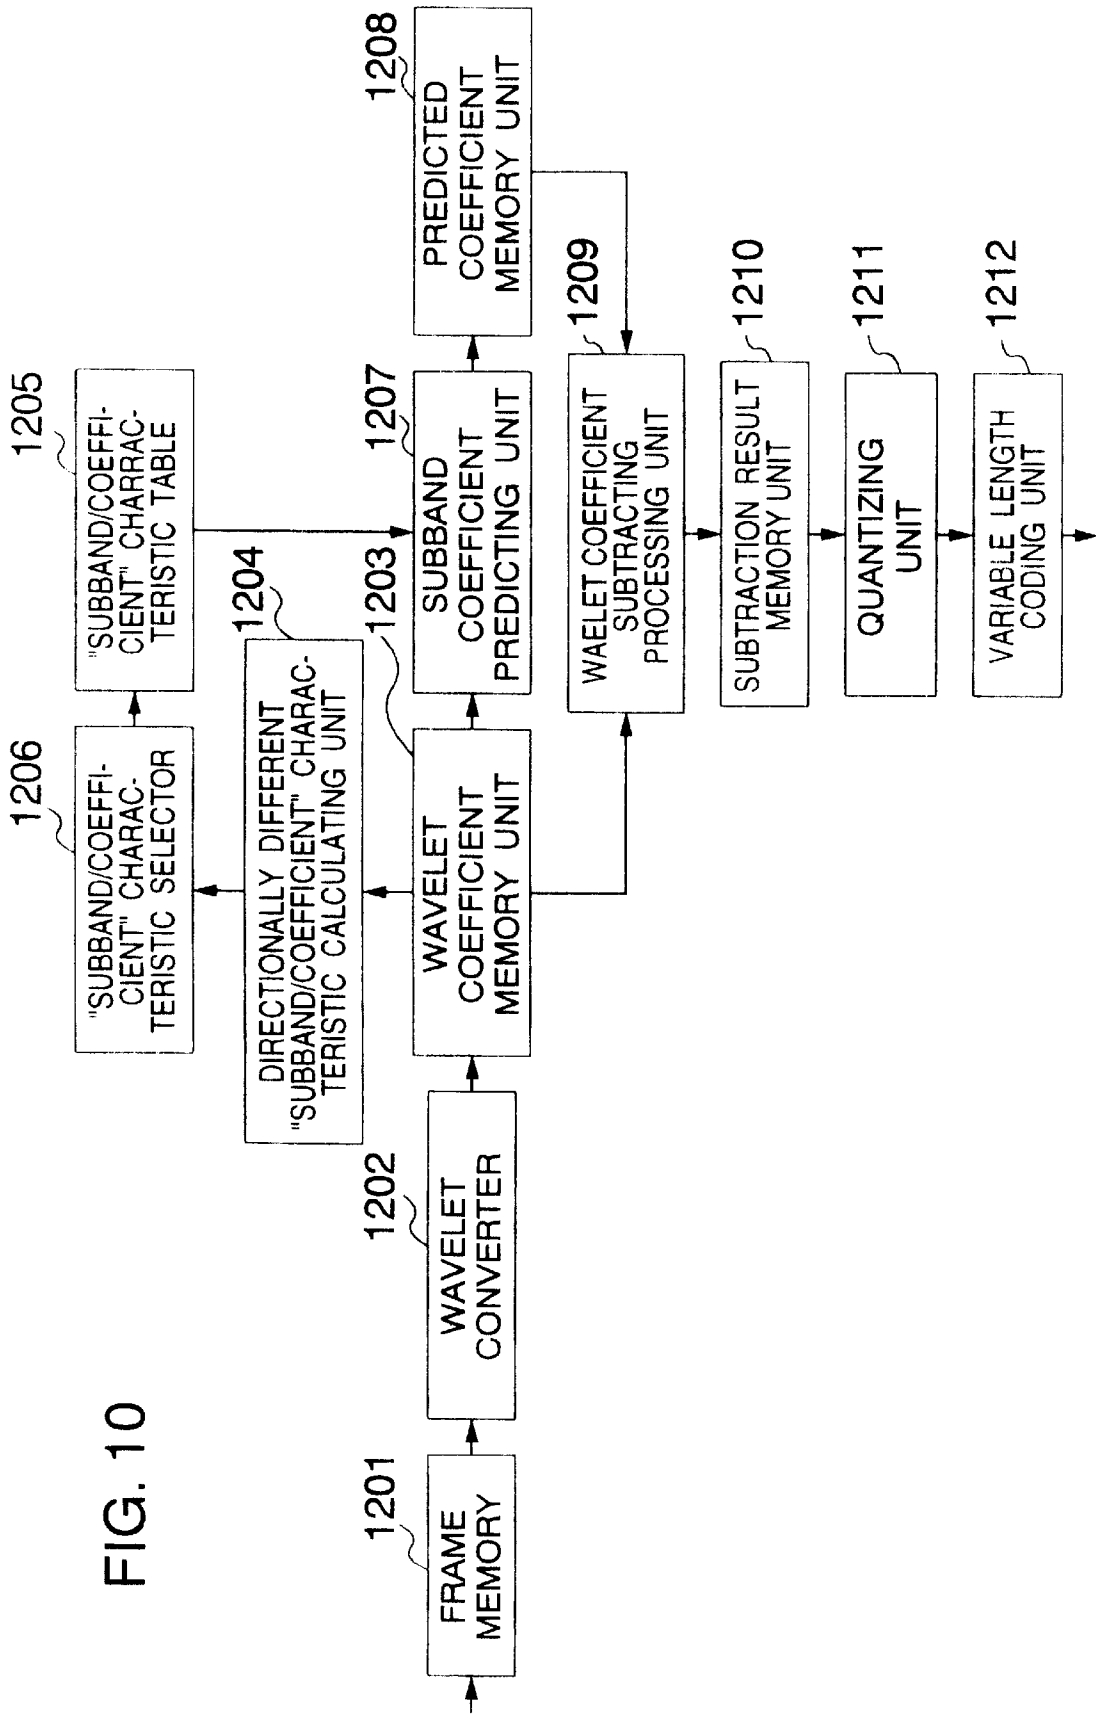 FIG. 10
1201
FRAME
MEMORY
1202
WAVELET
CONVERTER
1203
WAVELET
COEFFICIENT
MEMORY UNIT
1204
DIRECTIONALLY DIFFERENT
"SUBBAND/COEFFICIENT" CHARAC-
TERISTIC CALCULATING UNIT
1206
"SUBBAND/COEFFI-
CIENT" CHARAC-
TERISTIC SELECTOR
1205
"SUBBAND/COEFFI-
CIENT" CHARRAC-
TERISTIC TABLE
1207
SUBBAND
COEFFICIENT
PREDICTING UNIT
1208
PREDICTED
COEFFICIENT
MEMORY UNIT
1209
WAELET COEFFICIENT
SUBTRACTING
PROCESSING UNIT
1210
SUBTRACTION RESULT
MEMORY UNIT
1211
QUANTIZING
UNIT
1212
VARIABLE LENGTH
CODING UNIT